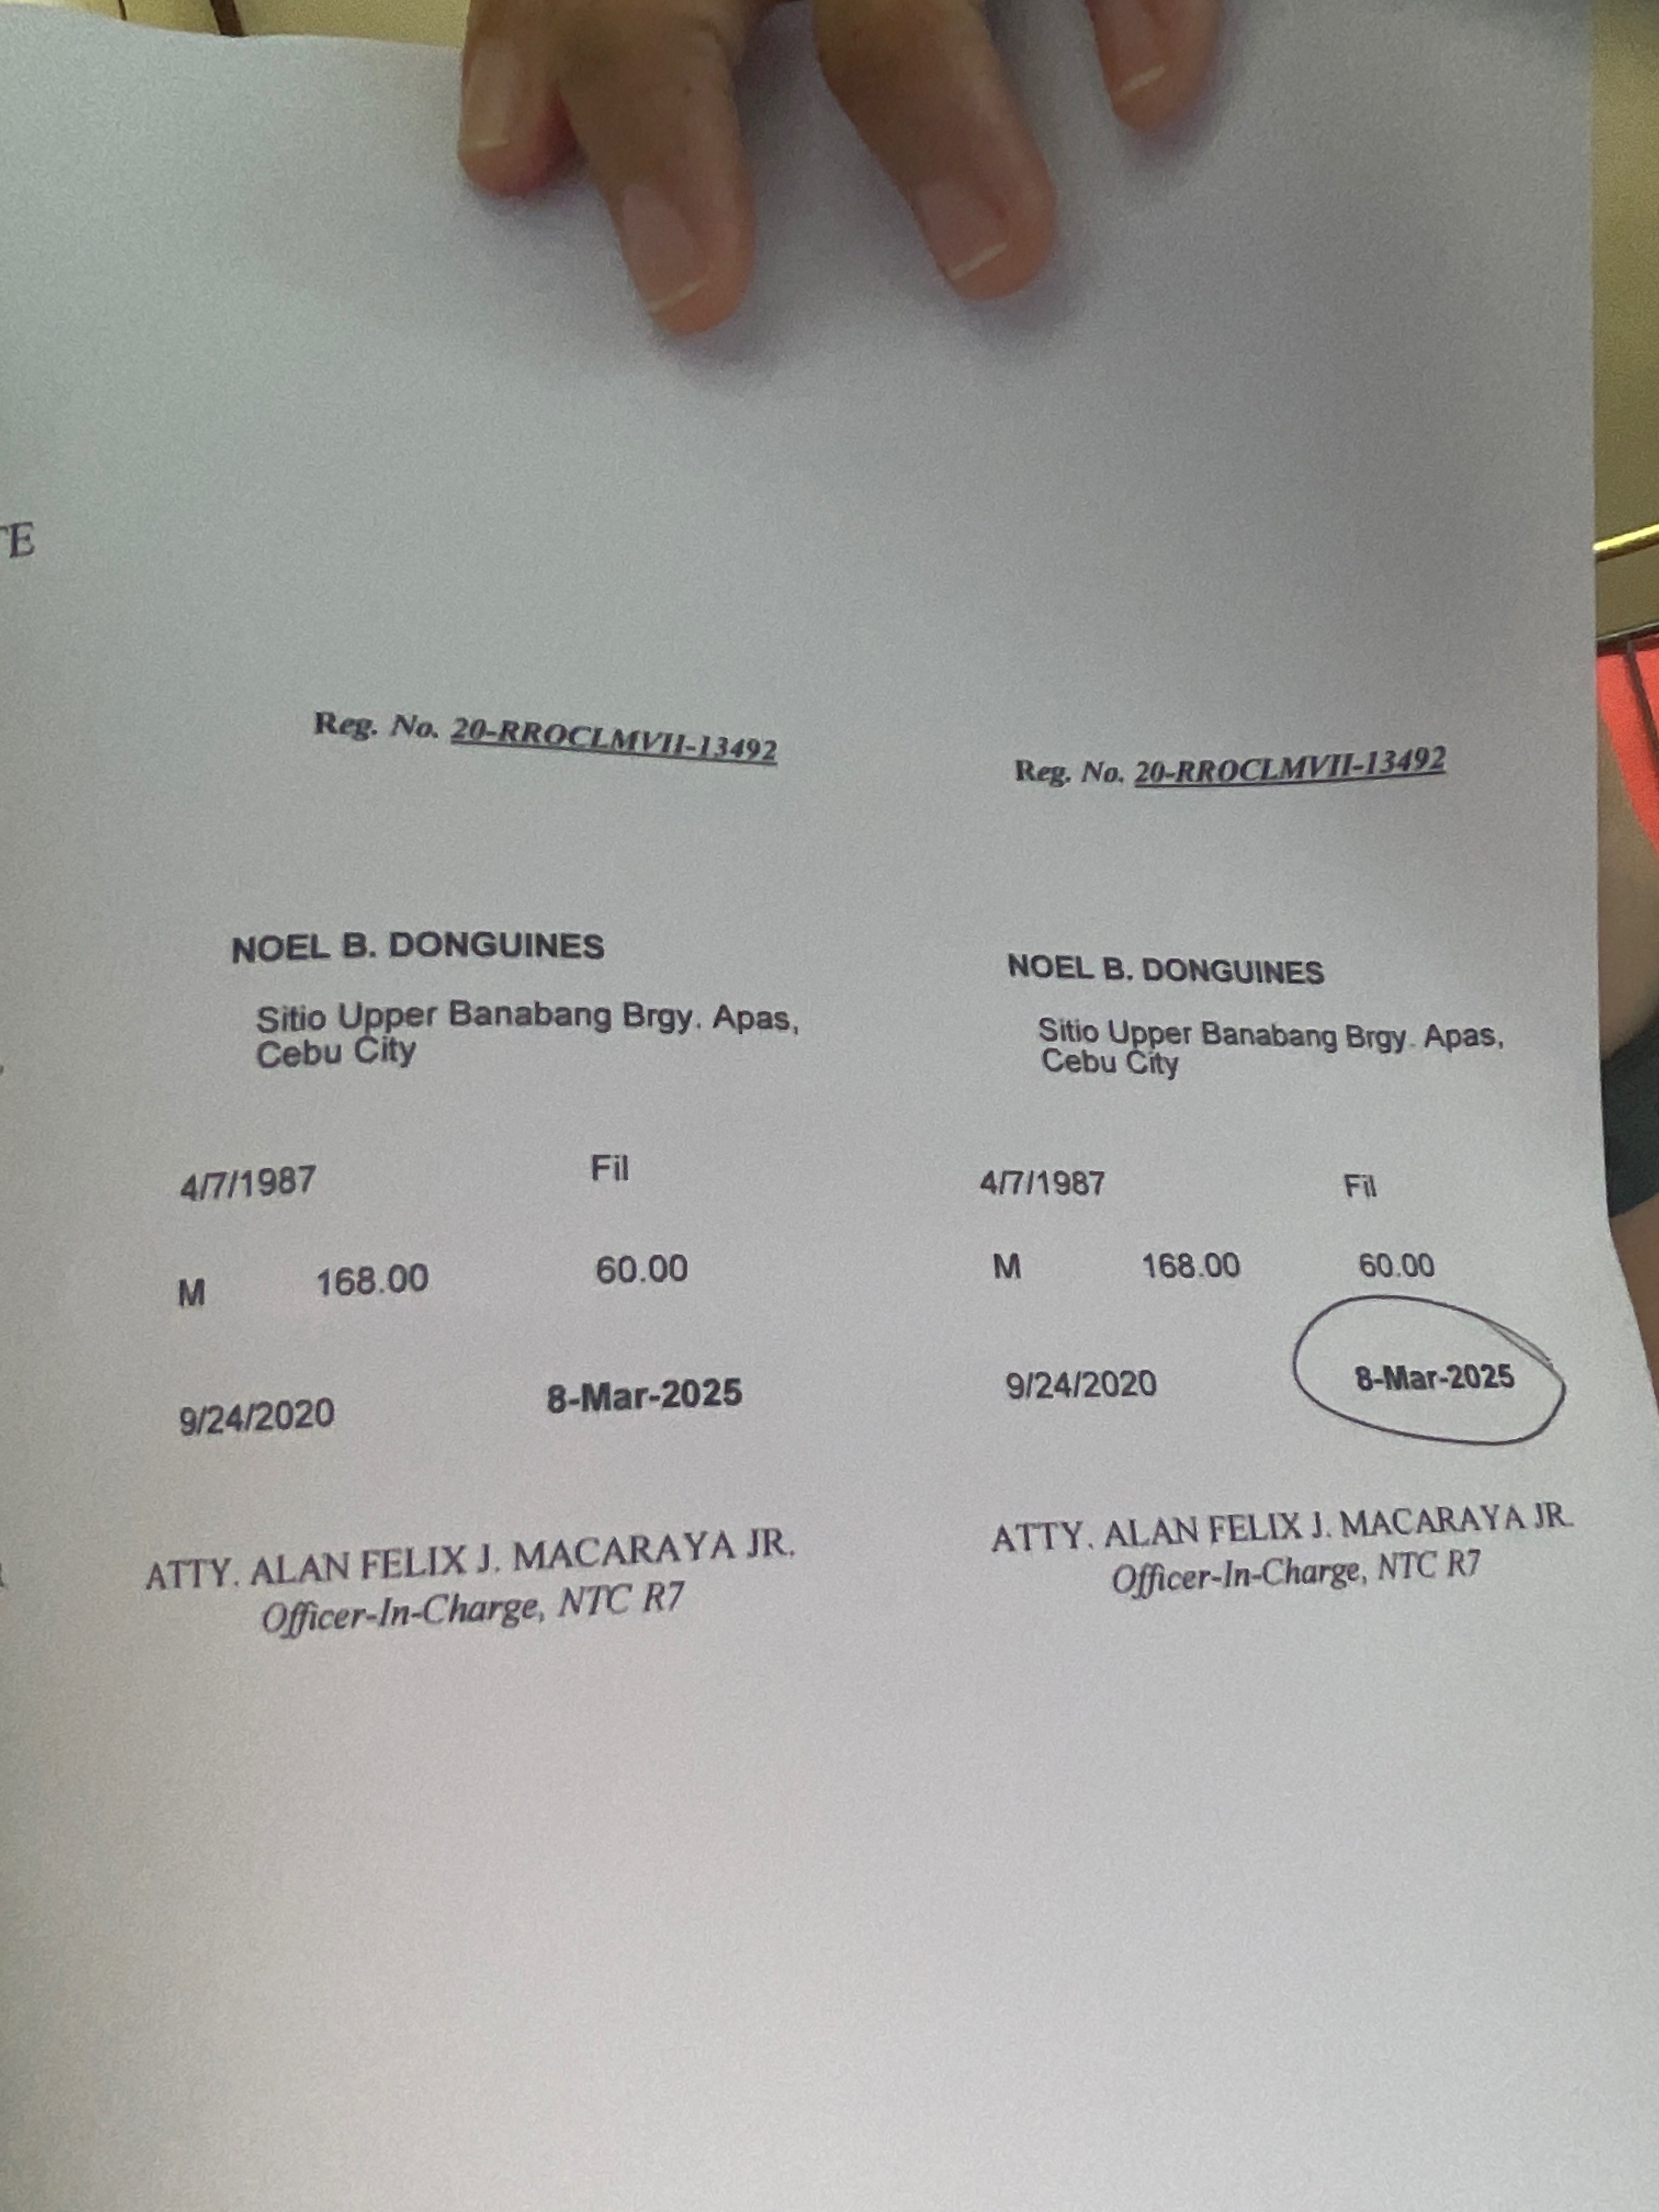 TE
Reg. No. 20-RROCLMVII-13492
NOEL B. DONGUINES
Sitio Upper Banabang Brgy. Apas,
Cebu City
4/7/1987 Fil
M 168.00 60.00
9/24/2020 8-Mar-2025
ATTY. ALAN FELIX J. MACARAYA JR.
Officer-In-Charge, NTC R7
Reg. No. 20-RROCLMVII-13492
NOEL B. DONGUINES
Sitio Upper Banabang Brgy. Apas,
Cebu City
4/7/1987 Fil
M 168.00 60.00
9/24/2020 8-Mar-2025
ATTY. ALAN FELIX J. MACARAYA JR.
Officer-In-Charge, NTC R7